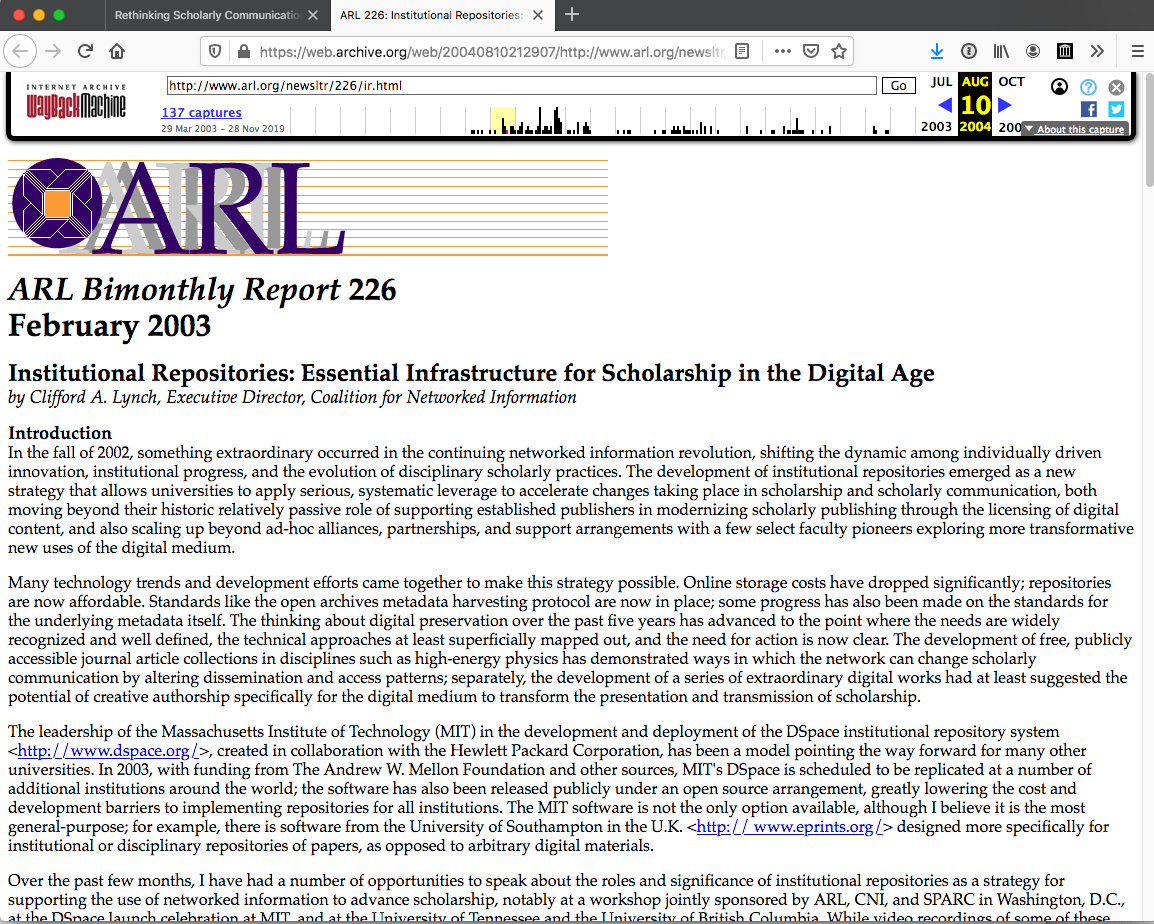 Rethinking Scholarly Communicatio
ARL 226: Institutional Repositories:
https://web.archive.org/web/20040810212907/http://www.arl.org/newsltr
INTERNET ARCHIVE
WayBackMachine
http://www.arl.org/newsltr/226/ir.html
Go
137 captures
29 Mar 2003 – 28 Nov 2019
JUL AUG OCT
10
2003 2004 200
About this capture
ARL
ARL Bimonthly Report 226
February 2003
Institutional Repositories: Essential Infrastructure for Scholarship in the Digital Age
by Clifford A. Lynch, Executive Director, Coalition for Networked Information
Introduction
In the fall of 2002, something extraordinary occurred in the continuing networked information revolution, shifting the dynamic among individually driven
innovation, institutional progress, and the evolution of disciplinary scholarly practices. The development of institutional repositories emerged as a new
strategy that allows universities to apply serious, systematic leverage to accelerate changes taking place in scholarship and scholarly communication, both
moving beyond their historic relatively passive role of supporting established publishers in modernizing scholarly publishing through the licensing of digital
content, and also scaling up beyond ad-hoc alliances, partnerships, and support arrangements with a few select faculty pioneers exploring more transformative
new uses of the digital medium.
Many technology trends and development efforts came together to make this strategy possible. Online storage costs have dropped significantly; repositories
are now affordable. Standards like the open archives metadata harvesting protocol are now in place; some progress has also been made on the standards for
the underlying metadata itself. The thinking about digital preservation over the past five years has advanced to the point where the needs are widely
recognized and well defined, the technical approaches at least superficially mapped out, and the need for action is now clear. The development of free, publicly
accessible journal article collections in disciplines such as high-energy physics has demonstrated ways in which the network can change scholarly
communication by altering dissemination and access patterns; separately, the development of a series of extraordinary digital works had at least suggested the
potential of creative authorship specifically for the digital medium to transform the presentation and transmission of scholarship.
The leadership of the Massachusetts Institute of Technology (MIT) in the development and deployment of the DSpace institutional repository system
<http://www.dspace.org/>, created in collaboration with the Hewlett Packard Corporation, has been a model pointing the way forward for many other
universities. In 2003, with funding from The Andrew W. Mellon Foundation and other sources, MIT's DSpace is scheduled to be replicated at a number of
additional institutions around the world; the software has also been released publicly under an open source arrangement, greatly lowering the cost and
development barriers to implementing repositories for all institutions. The MIT software is not the only option available, although I believe it is the most
general-purpose; for example, there is software from the University of Southampton in the U.K. <http:// www.eprints.org/> designed more specifically for
institutional or disciplinary repositories of papers, as opposed to arbitrary digital materials.
Over the past few months, I have had a number of opportunities to speak about the roles and significance of institutional repositories as a strategy for
supporting the use of networked information to advance scholarship, notably at a workshop jointly sponsored by ARL, CNI, and SPARC in Washington, D.C.,
at the DSpace launch celebration at MIT, and at the University of Tennessee and the University of British Columbia. While video recordings of some of these